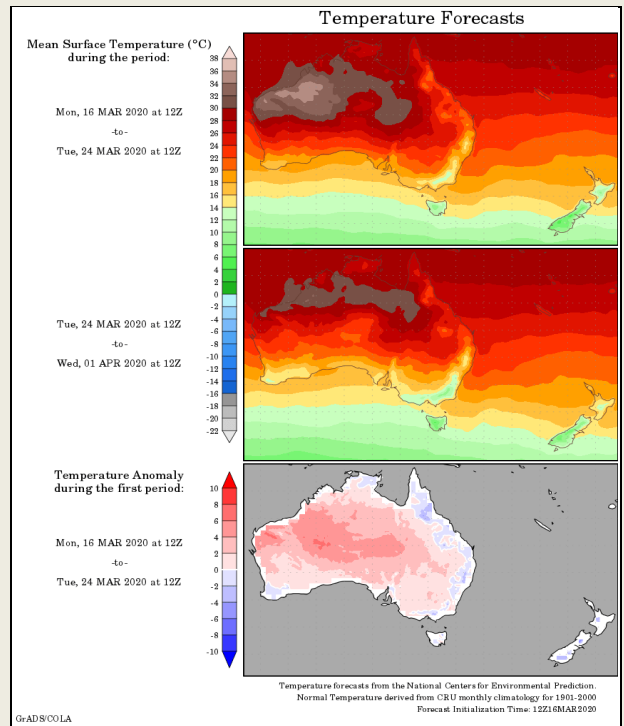 Temperature Forecasts
Mean Surface Temperature (°C)
during the period:
Mon, 16 MAR 2020 at 12Z
-to-
Tue, 24 MAR 2020 at 12Z
38
36
34
32
30
28
26
24
22
20
18
16
14
12
10
8
6
4
2
0
-2
-4
-6
-8
-10
-12
-14
-16
-18
-20
-22
Tue, 24 MAR 2020 at 12Z
-to-
Wed, 01 APR 2020 at 12Z
Temperature Anomaly
during the first period:
Mon, 16 MAR 2020 at 12Z
-to-
Tue, 24 MAR 2020 at 12Z
10
8
6
4
2
0
-2
-4
-6
-8
-10
Temperature forecasts from the National Centers for Environmental Prediction.
Normal Temperature derived from CRU monthly climatology for 1901-2000
Forecast Initialization Time: 12Z16MAR2020
GrADS/COLA